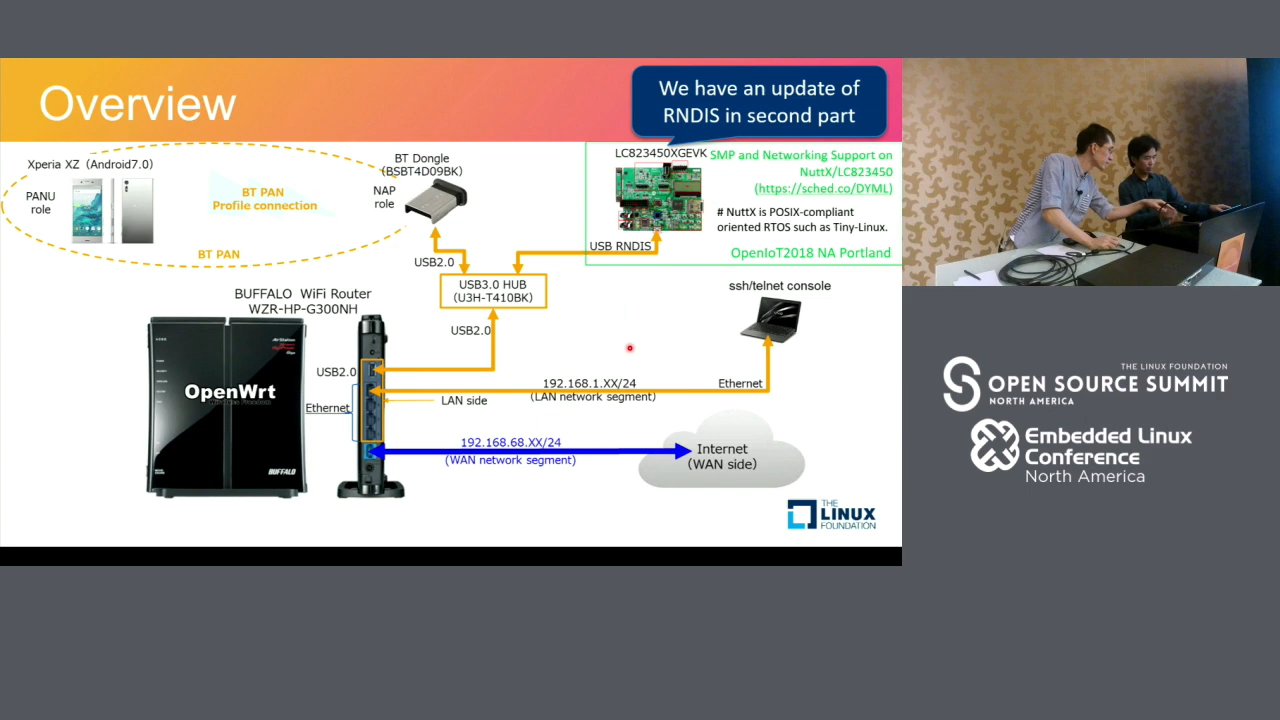 Overview
We have an update of
RNDIS in second part
Xperia XZ（Android7.0）
PANU
role
BT PAN
Profile connection
BT PAN
BT Dongle
(BSBT4D09BK)
NAP
role
LC823450XGEVK
SMP and Networking Support on
NuttX/LC823450
(https://sched.co/DYML)
# NuttX is POSIX-compliant
oriented RTOS such as Tiny-Linux.
OpenIoT2018 NA Portland
USB RNDIS
USB2.0
USB3.0 HUB
(U3H-T410BK)
USB2.0
BUFFALO WiFi Router
WZR-HP-G300NH
ssh/telnet console
OpenWrt
BUFFALO
USB2.0
Ethernet
LAN side
192.168.1.XX/24
(LAN network segment)
Ethernet
192.168.68.XX/24
(WAN network segment)
Internet
(WAN side)
THE
LINUX
FOUNDATION
THE LINUX FOUNDATION
OPEN SOURCE SUMMIT
NORTH AMERICA
Embedded Linux
Conference
North America